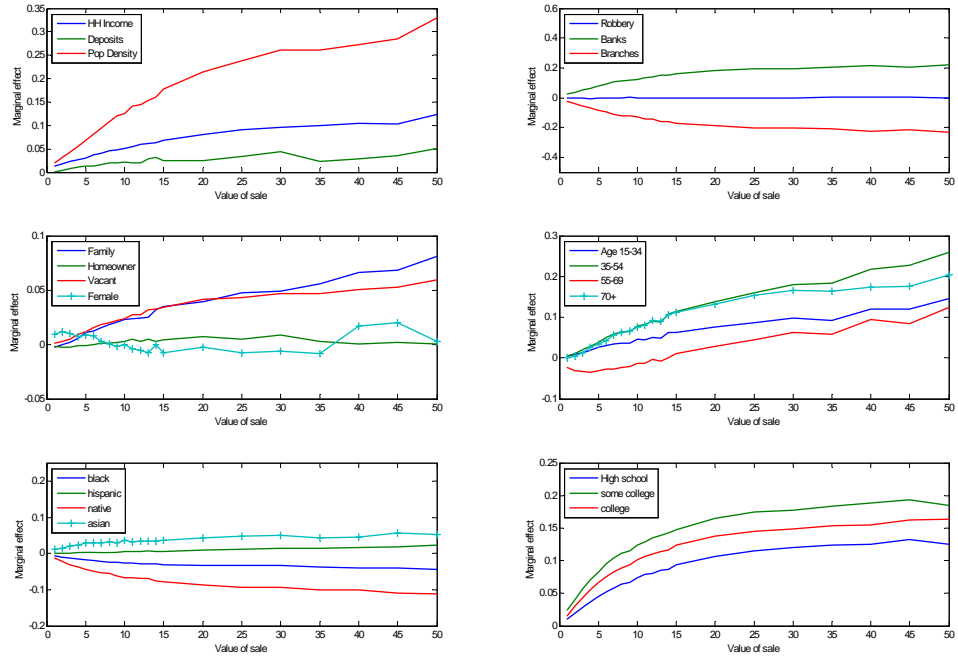 0.35
0.3
0.25
0.2
0.15
0.1
0.05
0
Marginal effect
HH Income
Deposits
Pop Density
0 5 10 15 20 25 30 35 40 45 50
Value of sale
0.6
0.4
0.2
0
-0.2
-0.4
Marginal effect
Robbery
Banks
Branches
0 5 10 15 20 25 30 35 40 45 50
Value of sale
0.1
0.05
0
-0.05
Marginal effect
Family
Homeowner
Vacant
Female
0 5 10 15 20 25 30 35 40 45 50
Value of sale
0.3
0.2
0.1
0
-0.1
Marginal effect
Age 15-34
35-54
55-69
70+
0 5 10 15 20 25 30 35 40 45 50
Value of sale
0.2
0.1
0
-0.1
-0.2
Marginal effect
black
hispanic
native
asian
0 5 10 15 20 25 30 35 40 45 50
Value of sale
0.25
0.2
0.15
0.1
0.05
0
Marginal effect
High school
some college
college
0 5 10 15 20 25 30 35 40 45 50
Value of sale